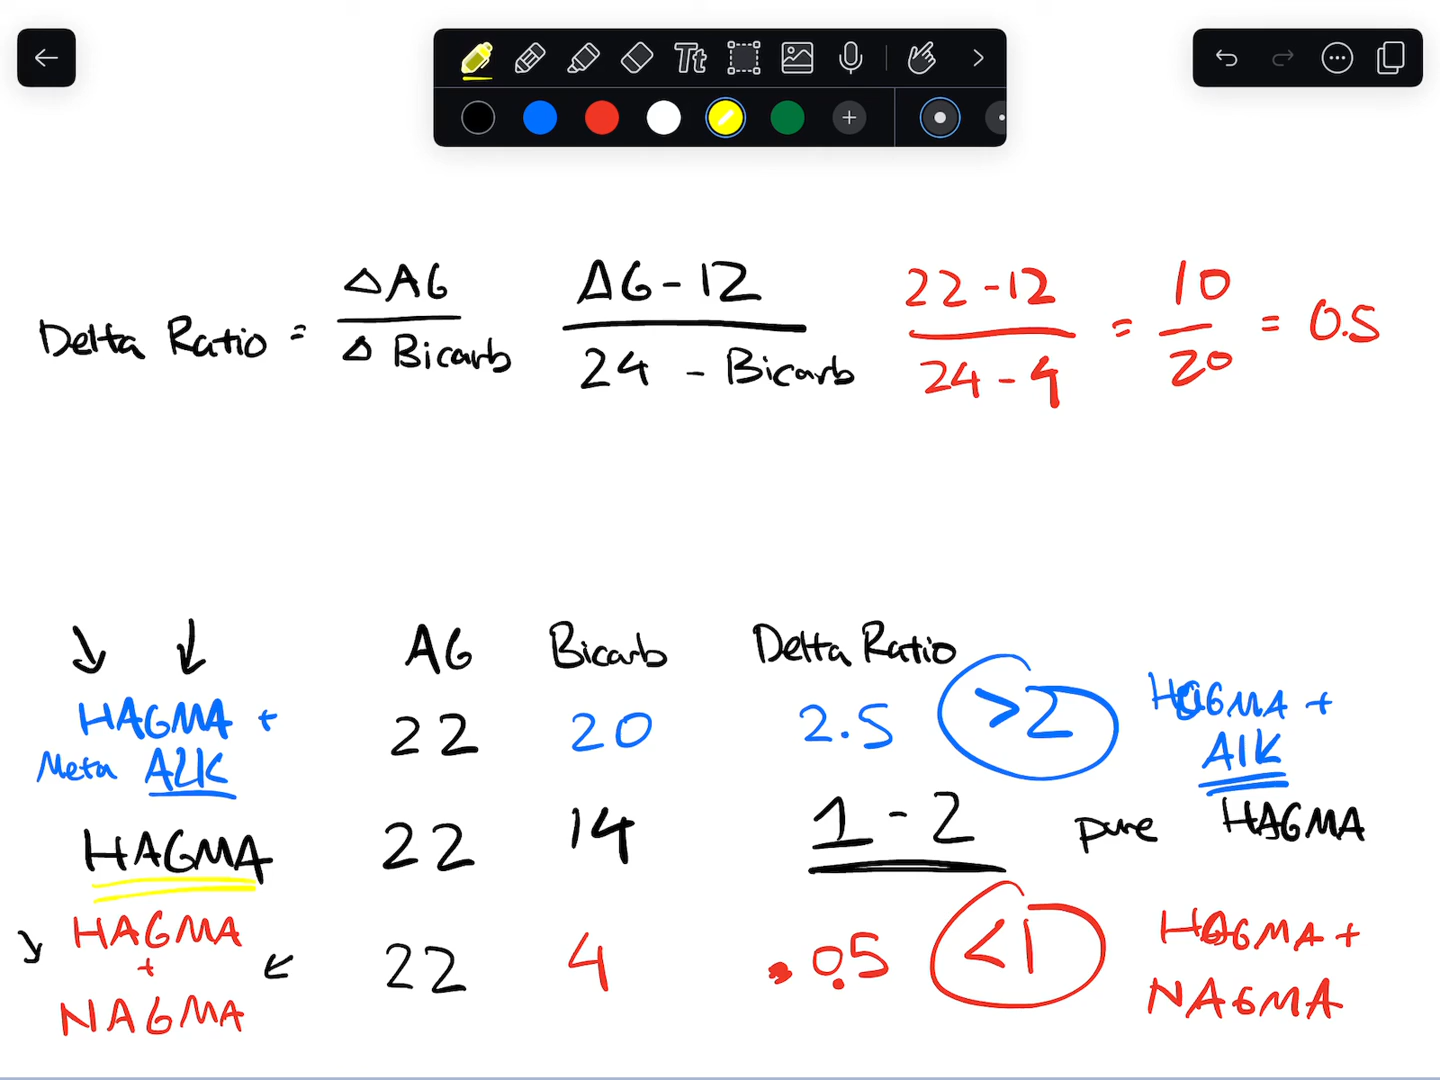 Tt
Delta Ratio = △AG / △ Bicarb
ΔG - 12 / 24 - Bicarb
22 - 12 / 24 - 4 = 10 / 20 = 0.5
AG Bicarb Delta Ratio
HAGMA + Meta ALK 22 20 2.5 >2 HAGMA + AlK
HAGMA 22 14 1 - 2 pure HAGMA
HAGMA + NAGMA 22 4 0.5 <1 HAGMA + NAGMA